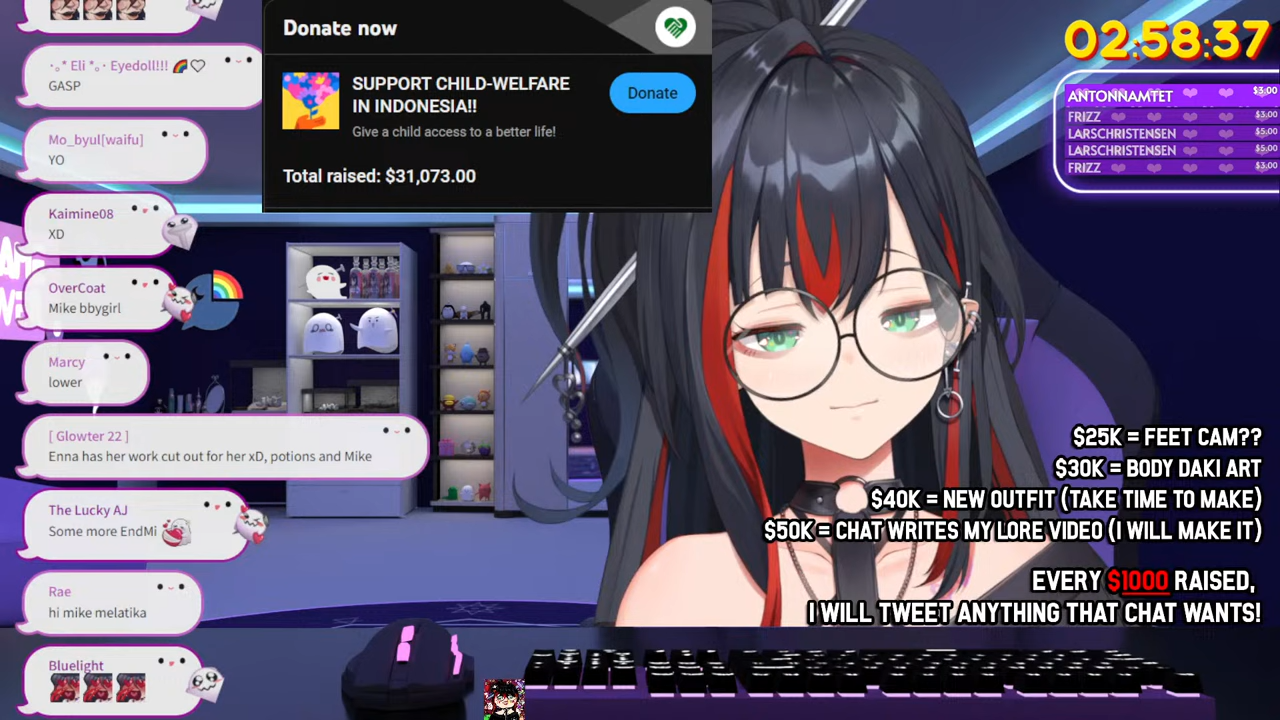 ·｡* Eli *｡· Eyedoll!!! 🌈♡
GASP
Mo_byul[waifu]
YO
Kaimine08
XD
OverCoat
Mike bbygirl
Marcy
lower
[ Glowter 22 ]
Enna has her work cut out for her xD, potions and Mike
The Lucky AJ
Some more EndMi
Rae
hi mike melatika
Bluelight
Donate now
SUPPORT CHILD-WELFARE
IN INDONESIA!!
Donate
Give a child access to a better life!
Total raised: $31,073.00
02:58:37
ANTONNAMTET $3.00
FRIZZ $3.00
LARSCHRISTENSEN $5.00
LARSCHRISTENSEN $5.00
FRIZZ $3.00
$25K = FEET CAM??
$30K = BODY DAKI ART
$40K = NEW OUTFIT (TAKE TIME TO MAKE)
$50K = CHAT WRITES MY LORE VIDEO (I WILL MAKE IT)
EVERY $1000 RAISED,
I WILL TWEET ANYTHING THAT CHAT WANTS!